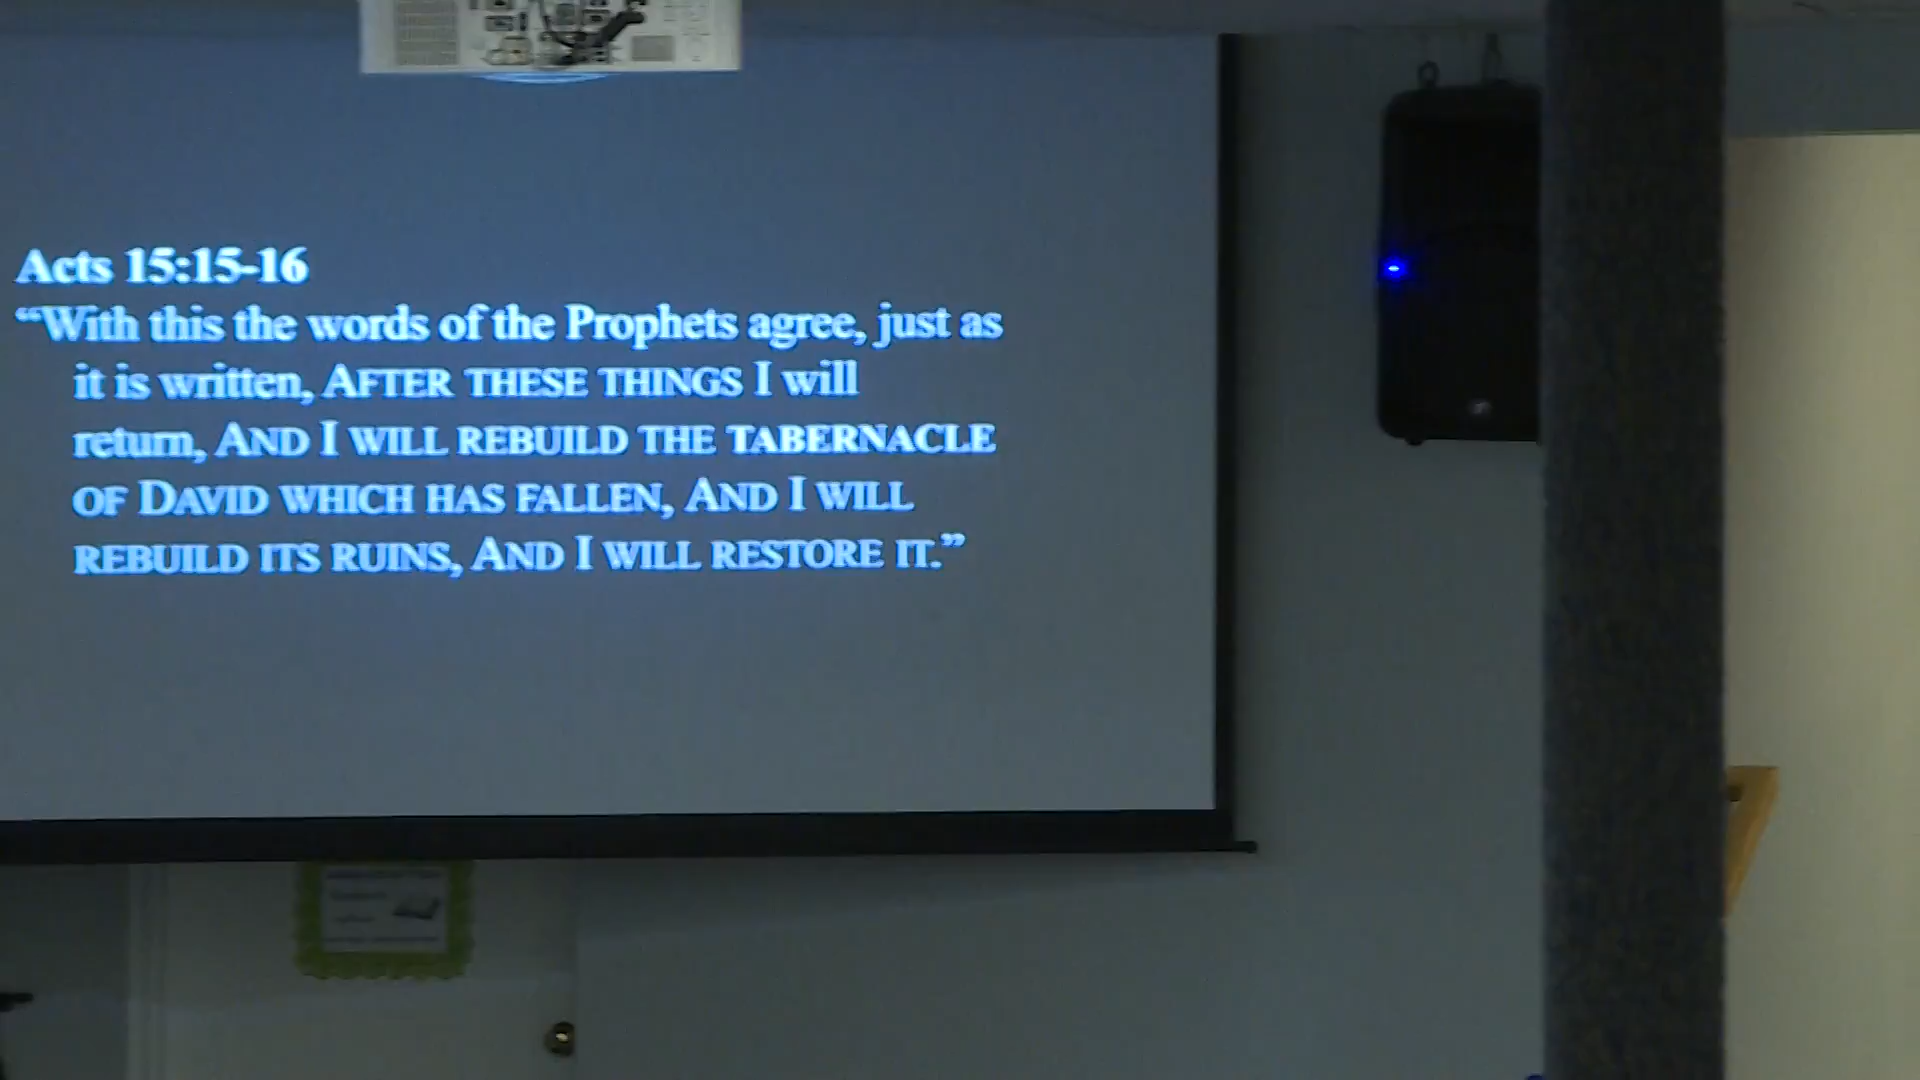 Acts 15:15-16
“With this the words of the Prophets agree, just as
it is written, AFTER THESE THINGS I will
return, AND I WILL REBUILD THE TABERNACLE
OF DAVID WHICH HAS FALLEN, AND I WILL
REBUILD ITS RUINS, AND I WILL RESTORE IT.”